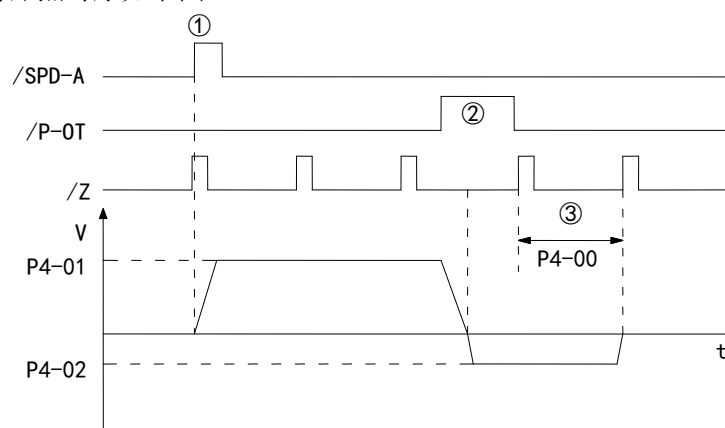 ①
/SPD-A
/P-OT
②
/Z
③
V
P4-01
P4-00
t
P4-02